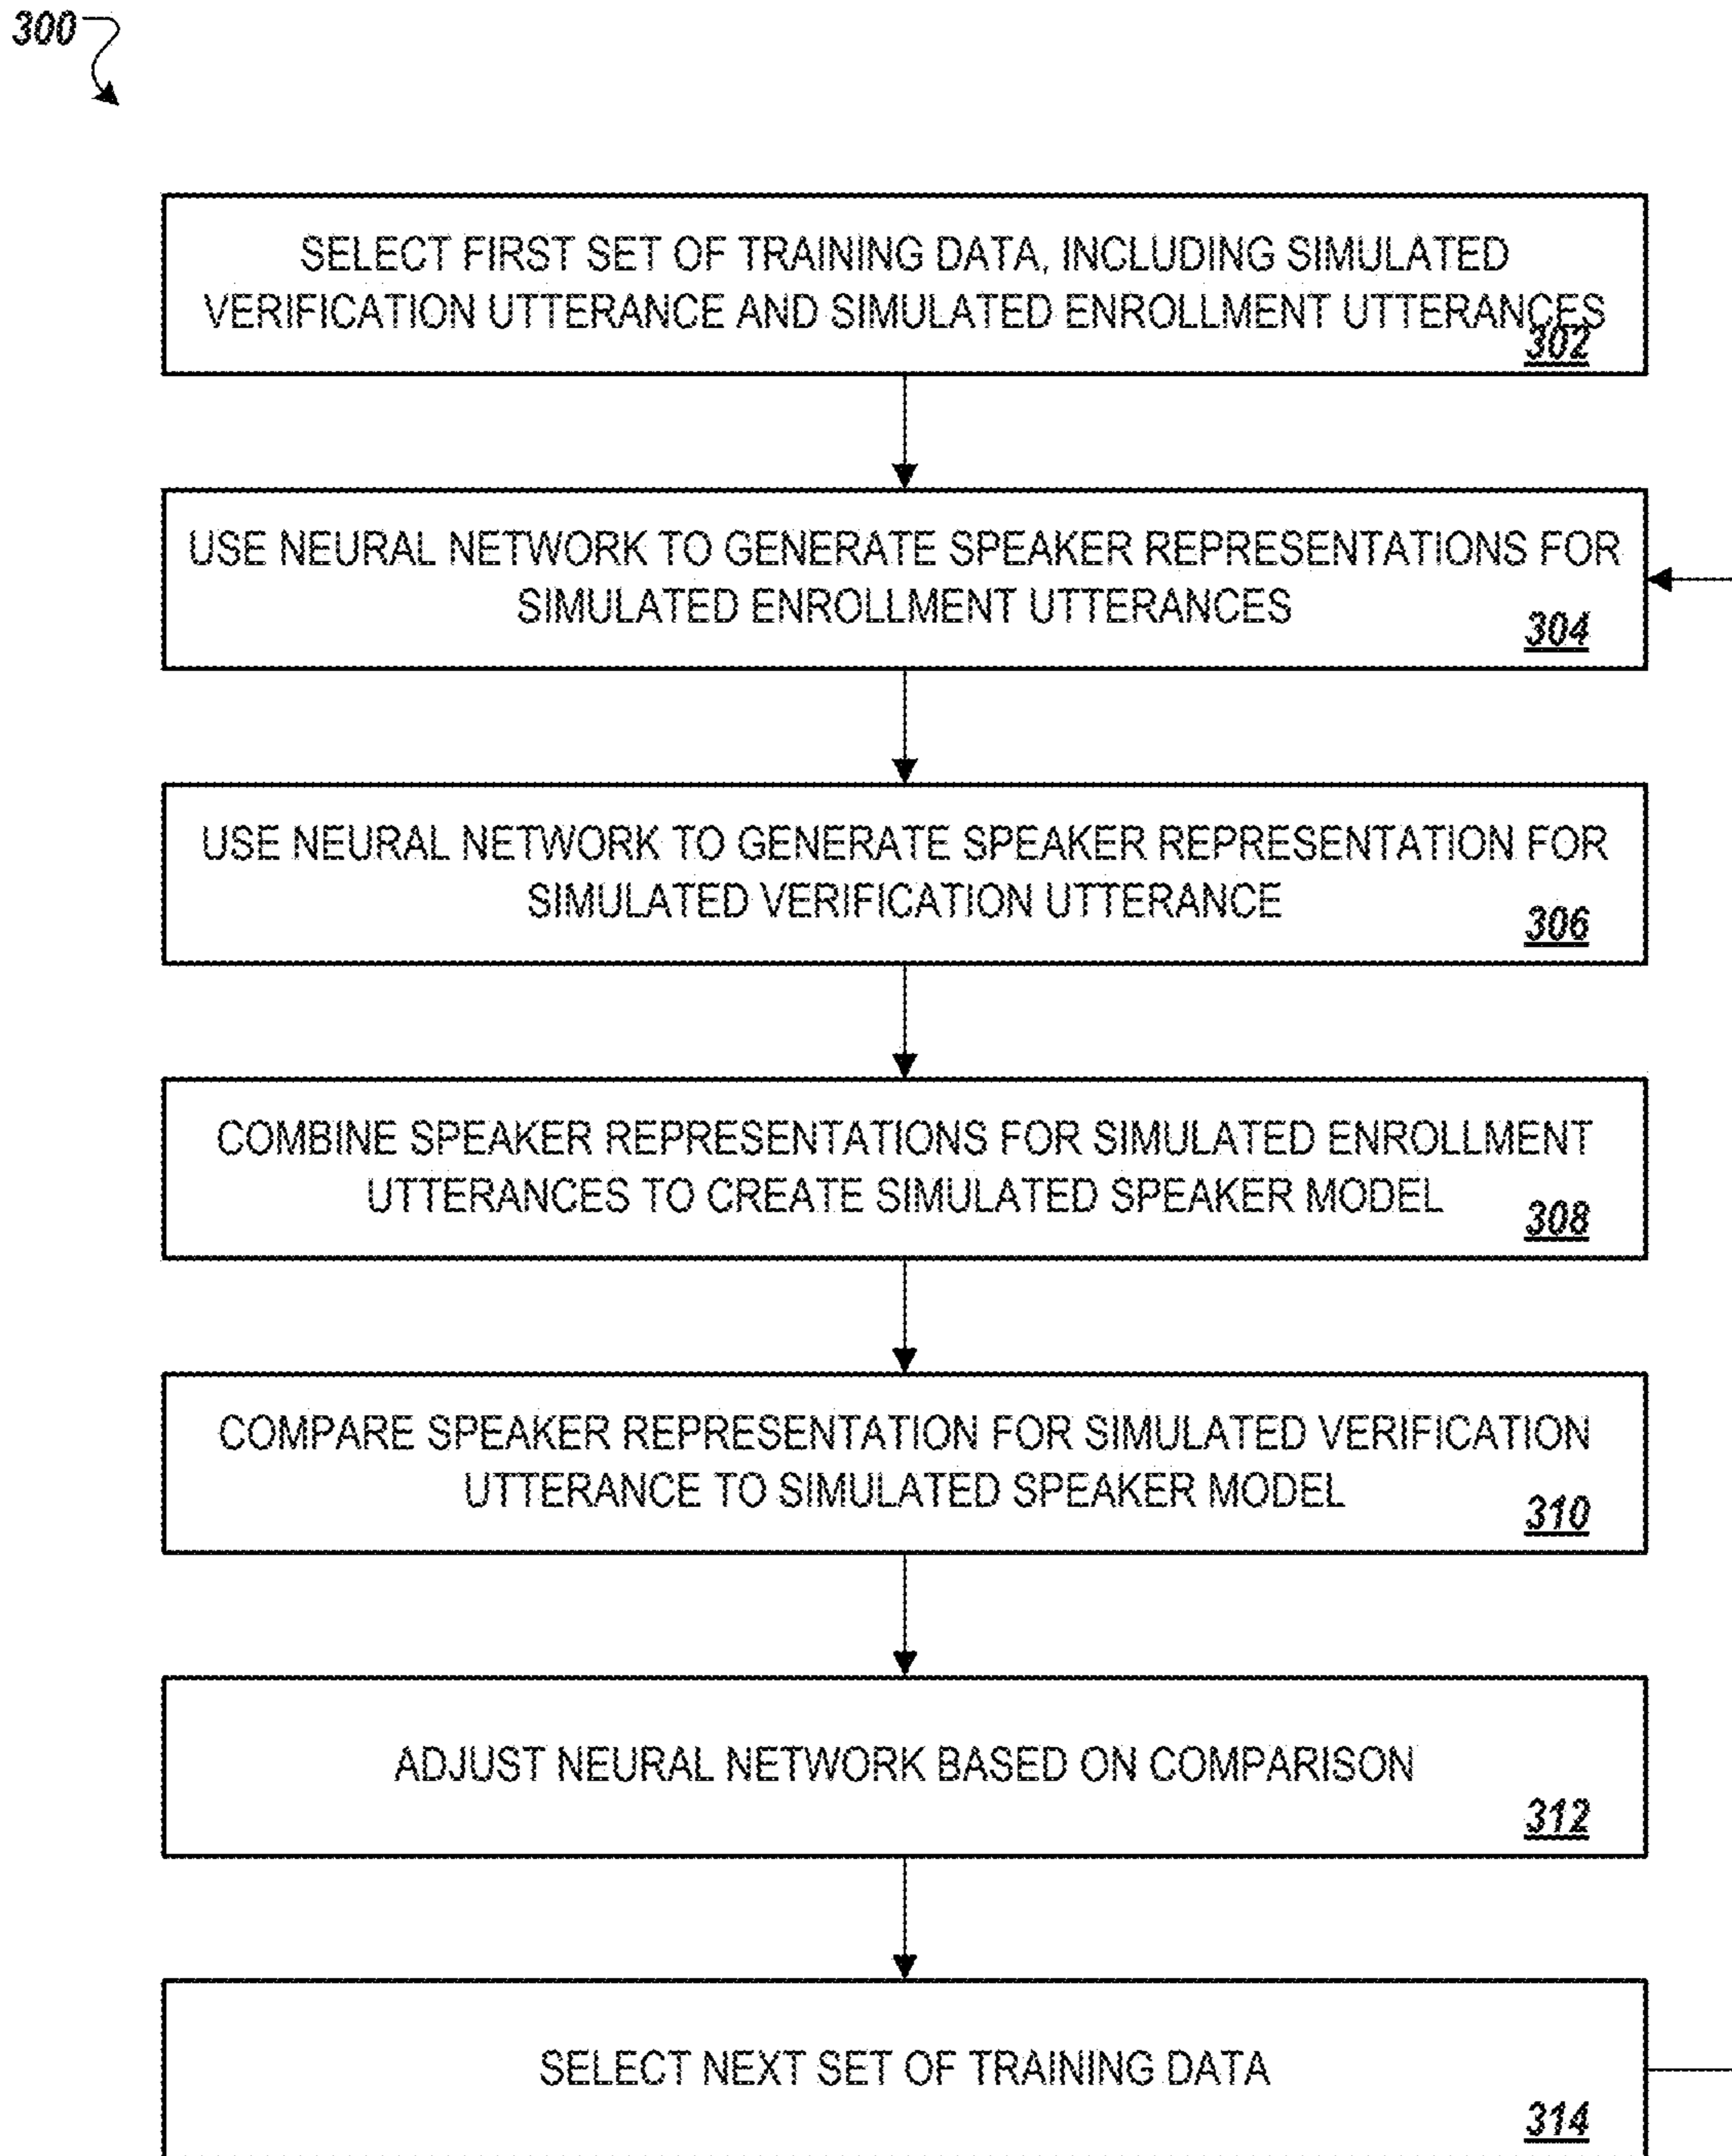 300
SELECT FIRST SET OF TRAINING DATA, INCLUDING SIMULATED
VERIFICATION UTTERANCE AND SIMULATED ENROLLMENT UTTERANCES
302
USE NEURAL NETWORK TO GENERATE SPEAKER REPRESENTATIONS FOR
SIMULATED ENROLLMENT UTTERANCES
304
USE NEURAL NETWORK TO GENERATE SPEAKER REPRESENTATION FOR
SIMULATED VERIFICATION UTTERANCE
306
COMBINE SPEAKER REPRESENTATIONS FOR SIMULATED ENROLLMENT
UTTERANCES TO CREATE SIMULATED SPEAKER MODEL
308
COMPARE SPEAKER REPRESENTATION FOR SIMULATED VERIFICATION
UTTERANCE TO SIMULATED SPEAKER MODEL
310
ADJUST NEURAL NETWORK BASED ON COMPARISON
312
SELECT NEXT SET OF TRAINING DATA
314